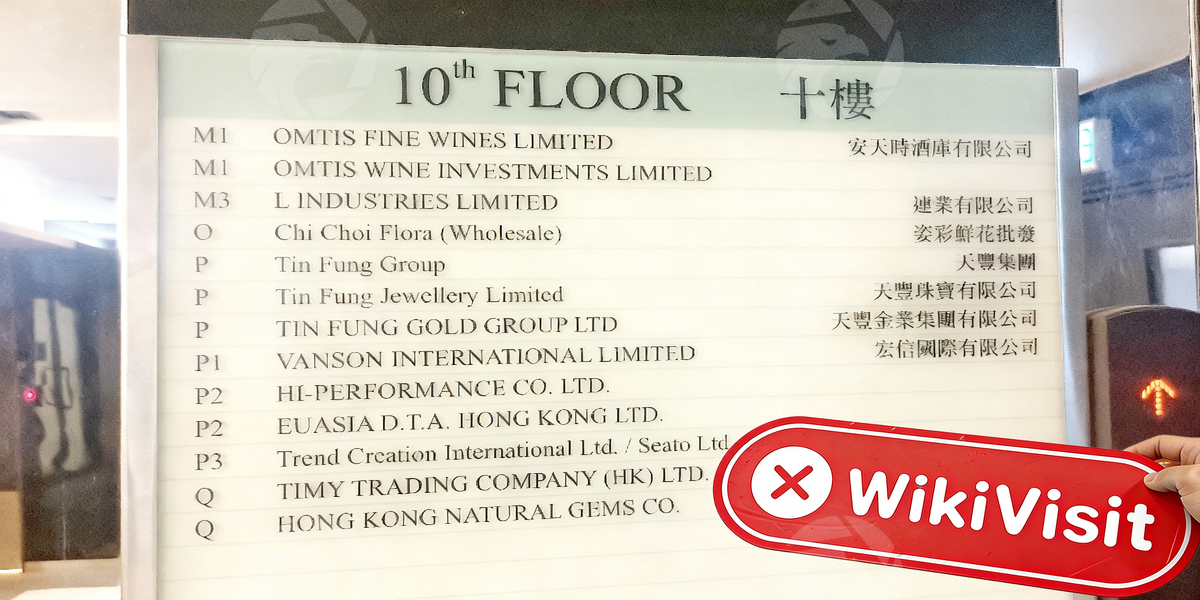 10th FLOOR 十樓
M1 OMTIS FINE WINES LIMITED 安天時酒庫有限公司
M1 OMTIS WINE INVESTMENTS LIMITED
M3 L INDUSTRIES LIMITED 連業有限公司
O Chi Choi Flora (Wholesale) 姿彩鮮花批發
P Tin Fung Group 天豐集團
P Tin Fung Jewellery Limited 天豐珠寶有限公司
P TIN FUNG GOLD GROUP LTD 天豐金業集團有限公司
P1 VANSON INTERNATIONAL LIMITED 宏信國際有限公司
P2 HI-PERFORMANCE CO. LTD.
P2 EUASIA D.T.A. HONG KONG LTD.
P3 Trend Creation International Ltd. / Seato Ltd
Q TIMY TRADING COMPANY (HK) LTD.
Q HONG KONG NATURAL GEMS CO.
WikiVisit